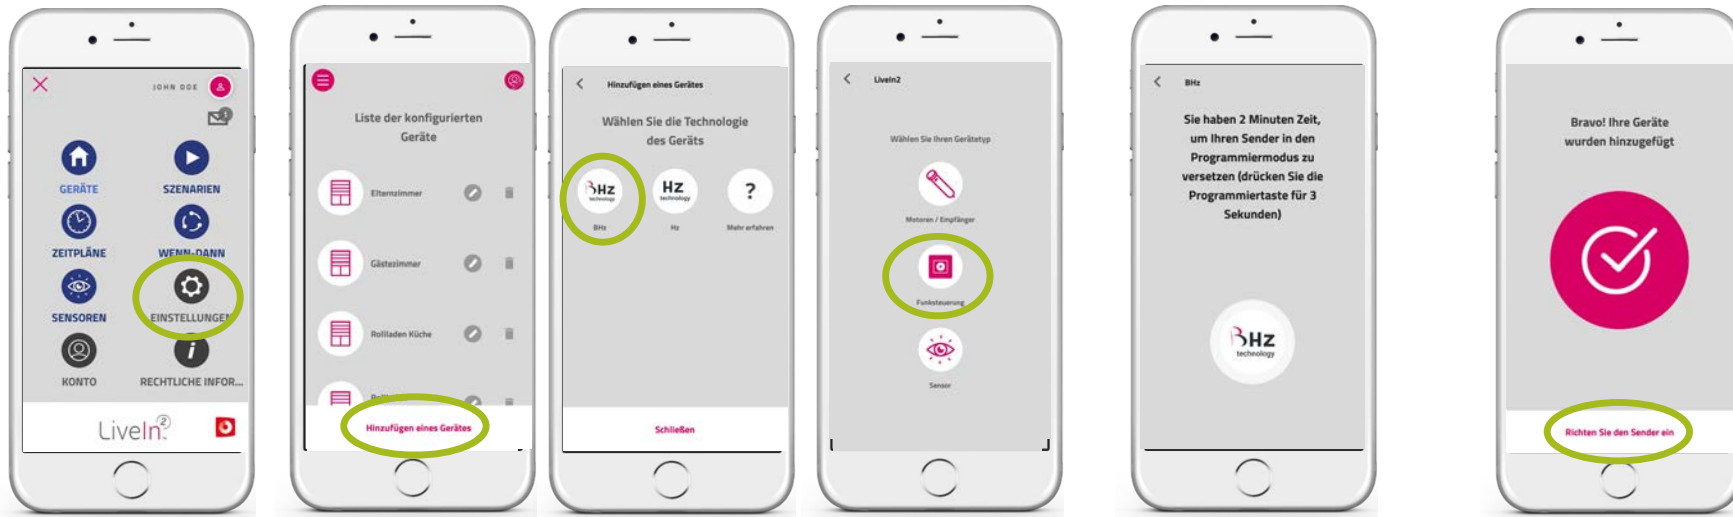 JOHN DOE
GERÄTE
SZENARIEN
ZEITPLÄNE
WENN-DANN
SENSOREN
EINSTELLUNGEN
KONTO
RECHTLICHE INFOR...
LiveIn2
Liste der konfigurierten
Geräte
Elternzimmer
Gästezimmer
Rollladen Küche
Hinzufügen eines Gerätes
Hinzufügen eines Gerätes
Wählen Sie die Technologie
des Geräts
BHz
technology
Hz
technology
?
BHz
Hz
Mehr erfahren
Schließen
LiveIn2
Wählen Sie Ihren Gerätetyp
Motoren / Empfänger
Funksteuerung
Sensor
BHz
Sie haben 2 Minuten Zeit,
um Ihren Sender in den
Programmiermodus zu
versetzen (drücken Sie die
Programmiertaste für 3
Sekunden)
BHz
technology
Bravo! Ihre Geräte
wurden hinzugefügt
Richten Sie den Sender ein